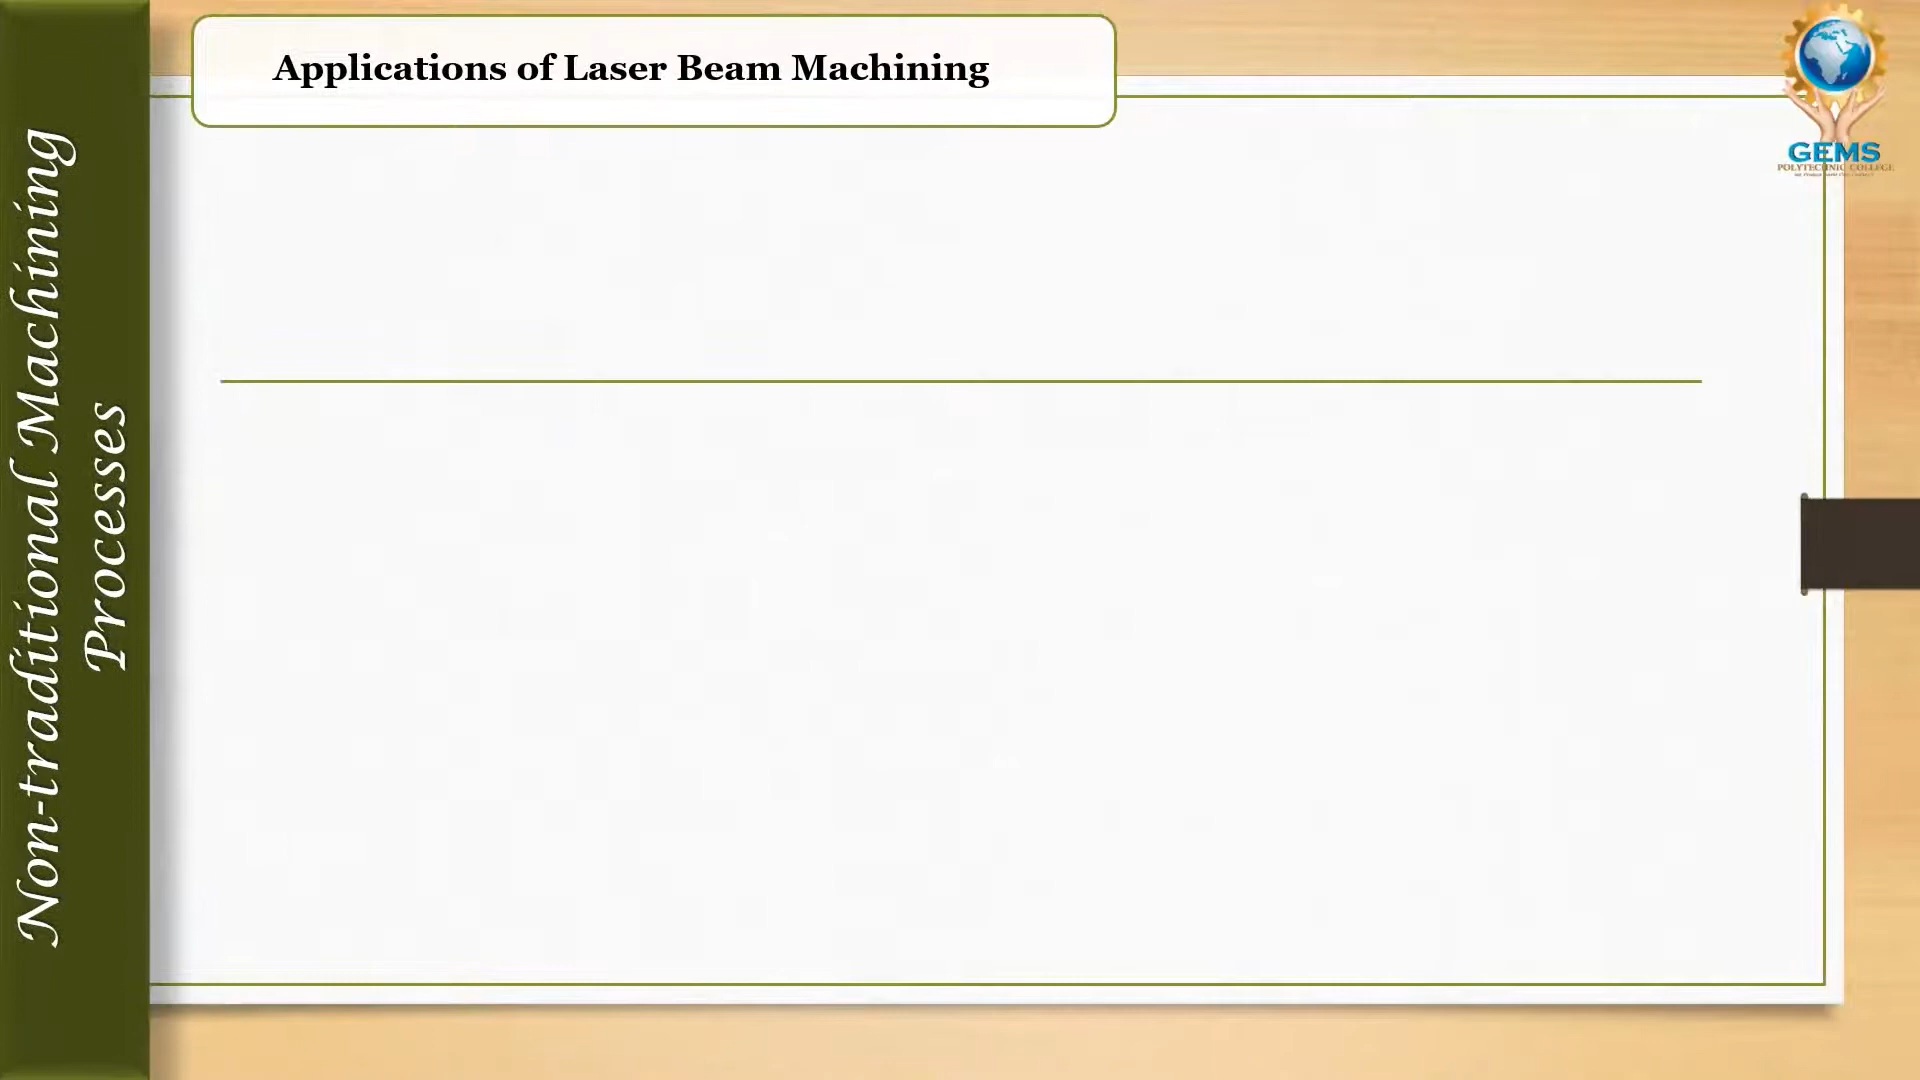 Applications of Laser Beam Machining
Non-traditional Machining
Processes
GEMS
POLYTECHNIC COLLEGE